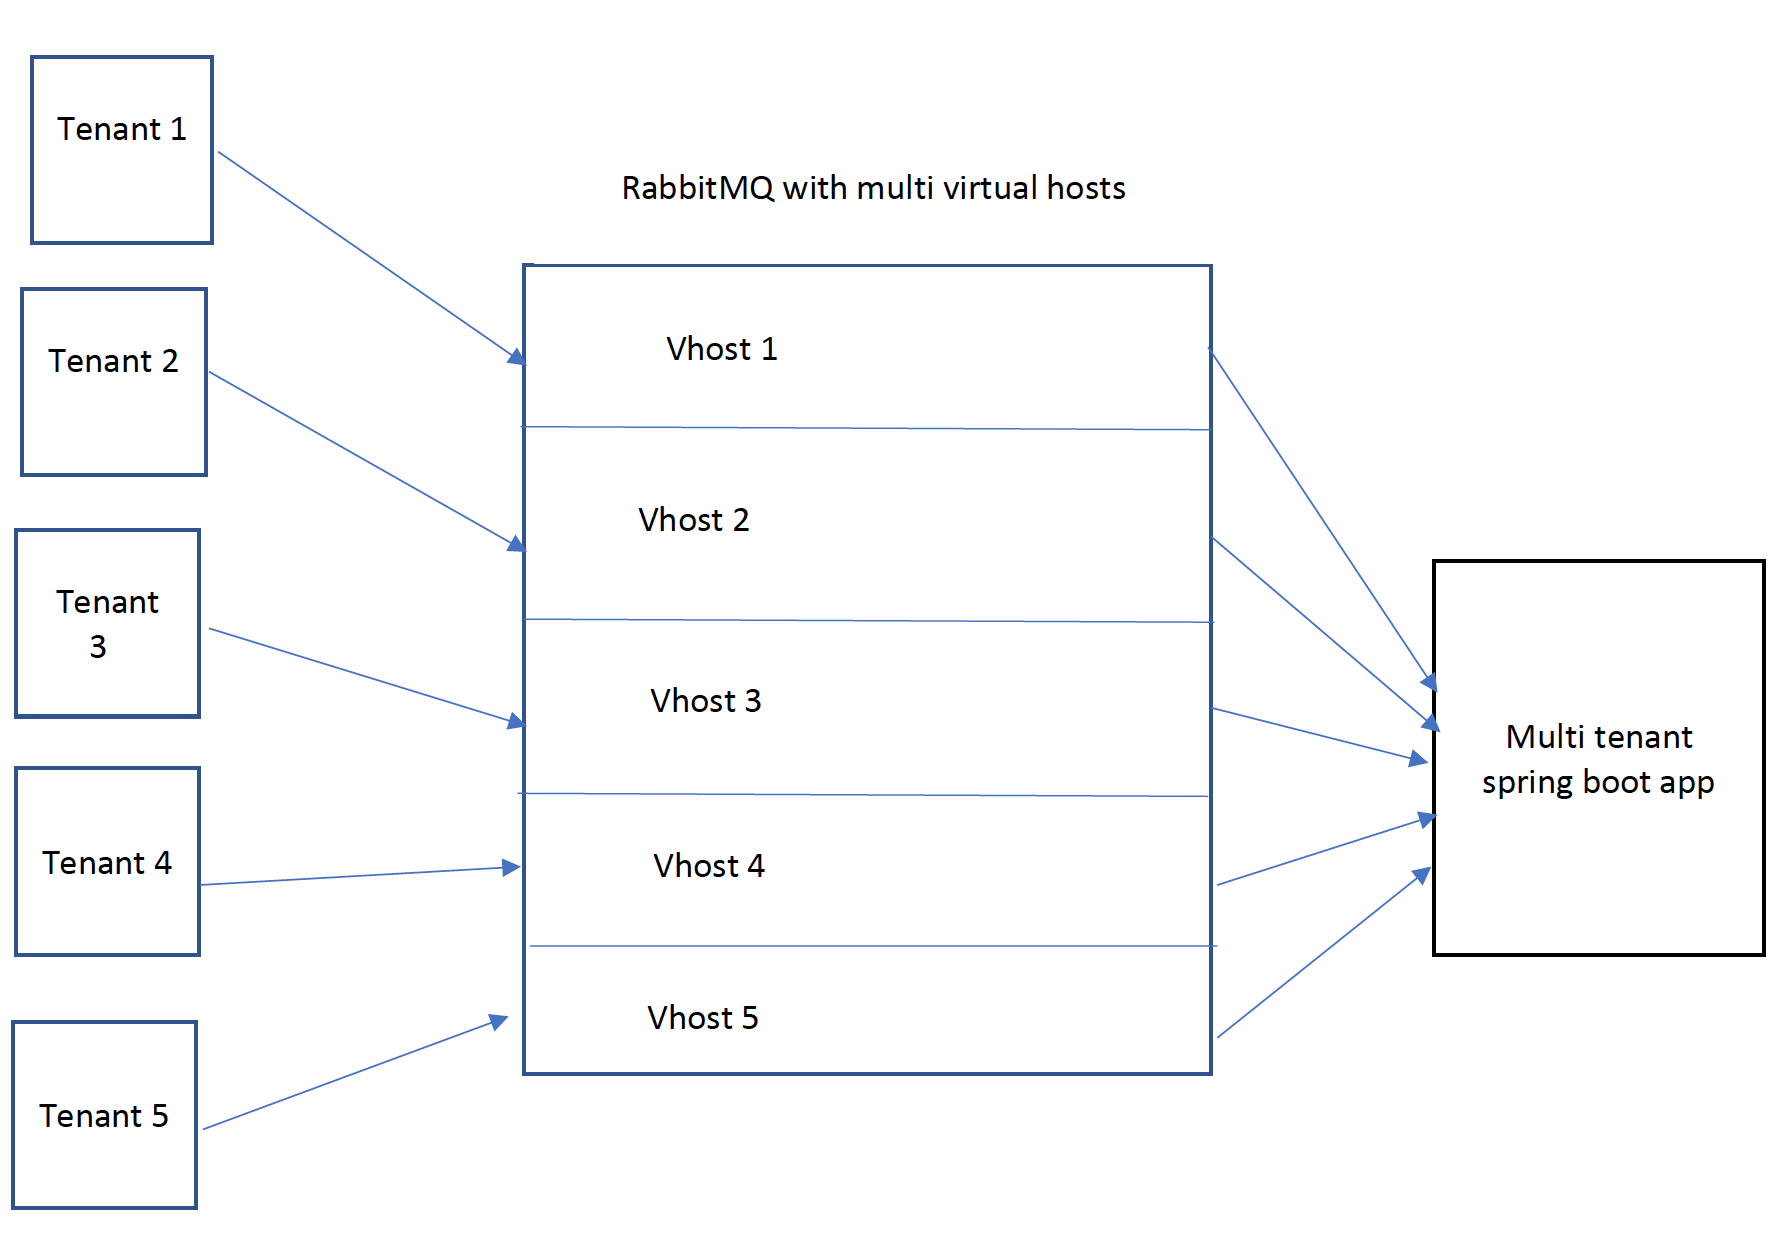 Tenant 1
Tenant 2
Tenant
3
Tenant 4
Tenant 5
RabbitMQ with multi virtual hosts
Vhost 1
Vhost 2
Vhost 3
Vhost 4
Vhost 5
Multi tenant
spring boot app